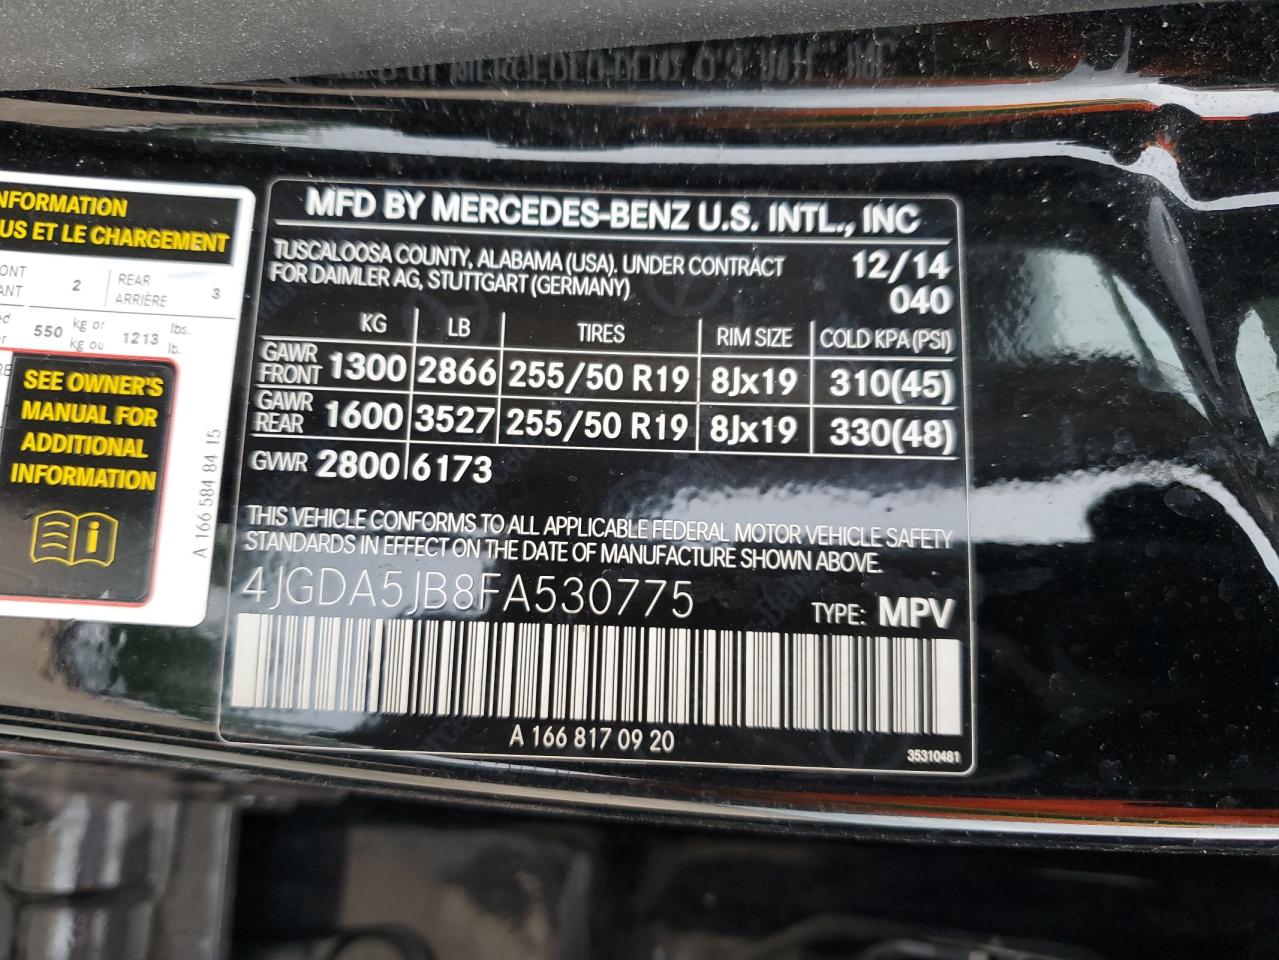 NFORMATION
US ET LE CHARGEMENT
ONT
ANT
2
REAR
ARRIÈRE
3
550
kg or
kg ou
1213
lbs.
lb.
SEE OWNER'S
MANUAL FOR
ADDITIONAL
INFORMATION
A 166 584 84 15
MFD BY MERCEDES-BENZ U.S. INTL., INC
TUSCALOOSA COUNTY, ALABAMA (USA), UNDER CONTRACT
FOR DAIMLER AG, STUTTGART (GERMANY)
12/14
040
KG LB TIRES RIM SIZE COLD KPA (PSI)
GAWR FRONT 1300 2866 255/50 R19 8Jx19 310(45)
GAWR REAR 1600 3527 255/50 R19 8Jx19 330(48)
GVWR 2800 6173
THIS VEHICLE CONFORMS TO ALL APPLICABLE FEDERAL MOTOR VEHICLE SAFETY
STANDARDS IN EFFECT ON THE DATE OF MANUFACTURE SHOWN ABOVE.
4JGDA5JB8FA530775
TYPE: MPV
A 166 817 09 20
35310481